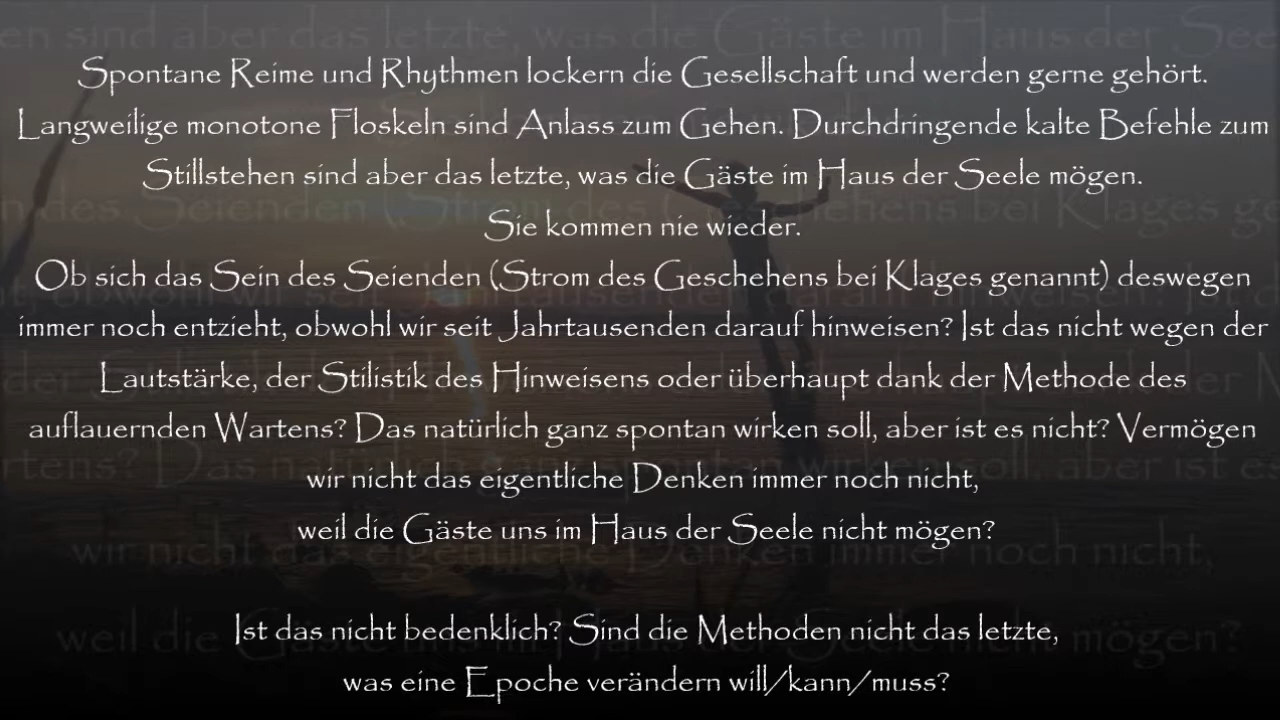 Spontane Reime und Rhythmen lockern die Gesellschaft und werden gerne gehört.
Langweilige monotone Floskeln sind Anlass zum Gehen. Durchdringende kalte Befehle zum
Stillstehen sind aber das letzte, was die Gäste im Haus der Seele mögen.
Sie kommen nie wieder.
Ob sich das Sein des Seienden (Strom des Geschehens bei Klages genannt) deswegen
immer noch entzieht, obwohl wir seit Jahrtausenden darauf hinweisen? Ist das nicht wegen der
Lautstärke, der Stilistik des Hinweisens oder überhaupt dank der Methode des
auflauernden Wartens? Das natürlich ganz spontan wirken soll, aber ist es nicht? Vermögen
wir nicht das eigentliche Denken immer noch nicht,
weil die Gäste uns im Haus der Seele nicht mögen?
Ist das nicht bedenklich? Sind die Methoden nicht das letzte,
was eine Epoche verändern will/kann/muss?